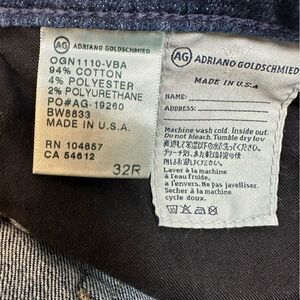 AG ADRIANO GOLDSCHMIED
OGN1110-VBA
94% COTTON
4% POLYESTER
2% POLYURETHANE
PO#AG-19260
BW8833
MADE IN U.S.A.
RN 104857
CA 54612
32R
AG ADRIANO GOLDSCHMIED
MADE IN U.S.A
NAME:
ADDRESS:
Machine wash cold. Inside out.
Do not bleach. Tumble dry low
Laver à la machine
à l'eau froide,
a l'envers. Ne pas javelliser.
Sechez à la machine
cycle doux.